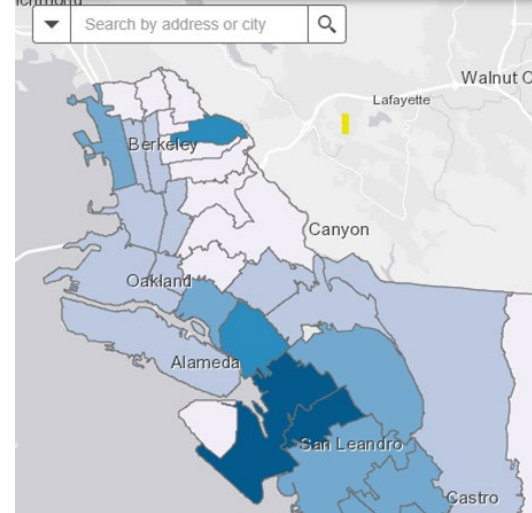 Search by address or city
Walnut C
Lafayette
Berkeley
Canyon
Oakland
Alameda
San Leandro
Castro